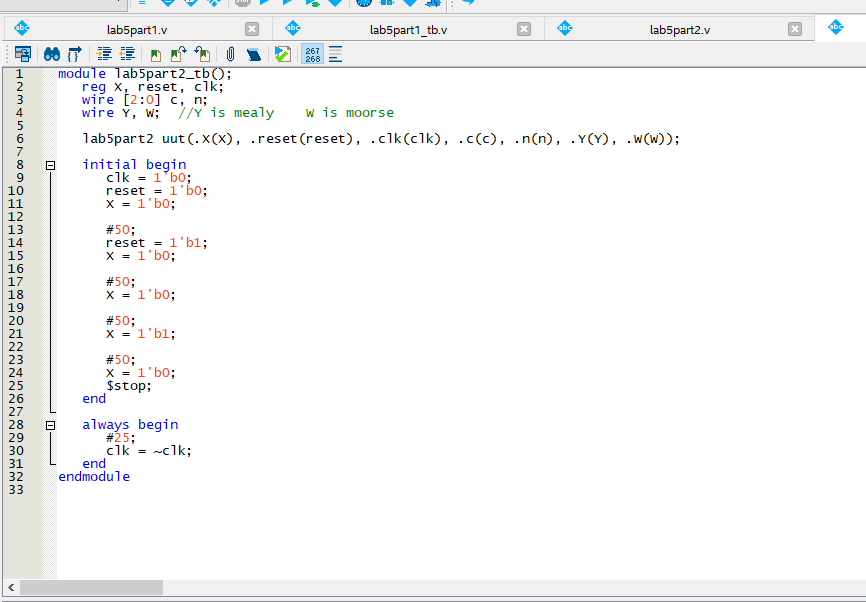 lab5part1.v
lab5part1_tb.v
lab5part2.v
267
268
1 module lab5part2_tb();
2 reg X, reset, clk;
3 wire [2:0] c, n;
4 wire Y, W; //Y is mealy W is moorse
5
6 lab5part2 uut(.X(X), .reset(reset), .clk(clk), .c(c), .n(n), .Y(Y), .W(W));
7
8 initial begin
9 clk = 1'b0;
10 reset = 1'b0;
11 X = 1'b0;
12
13 #50;
14 reset = 1'b1;
15 X = 1'b0;
16
17 #50;
18 X = 1'b0;
19
20 #50;
21 X = 1'b1;
22
23 #50;
24 X = 1'b0;
25 $stop;
26 end
27
28 always begin
29 #25;
30 clk = ~clk;
31 end
32 endmodule
33